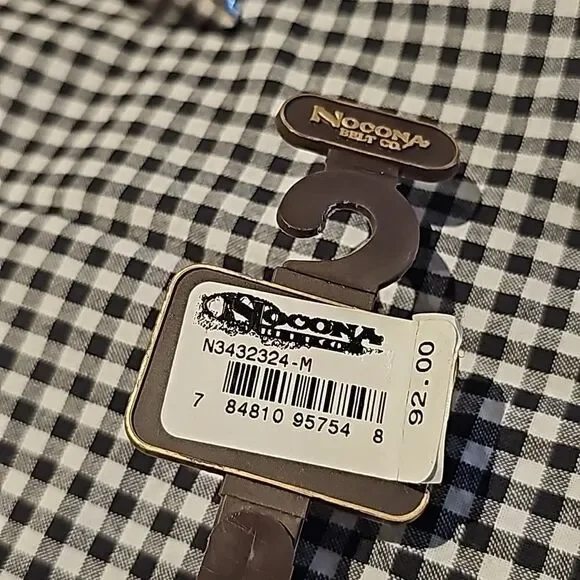 NOCONA
BELT CO.
NOCONA
BELT CO.
N3432324-M
7 84810 95754 8
92.00